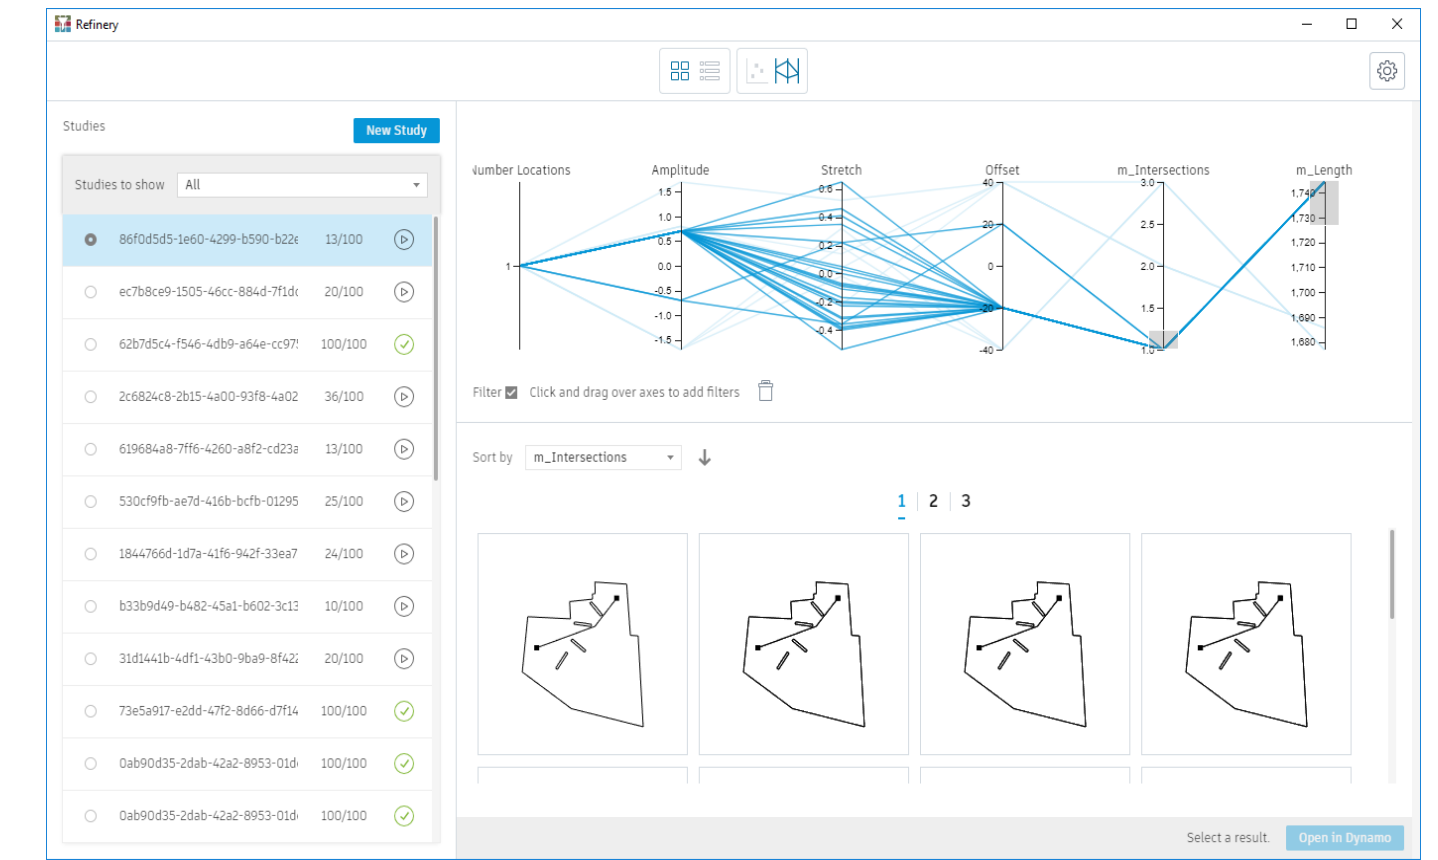 Refinery
Studies
New Study
Studies to show All
86f0d5d5-1e60-4299-b590-b22e 13/100
ec7b8ce9-1505-46cc-884d-7f1dc 20/100
62b7d5c4-f546-4db9-a64e-cc975 100/100
2c6824c8-2b15-4a00-93f8-4a02 36/100
619684a8-7ff6-4260-a8f2-cd23a 13/100
530cf9fb-ae7d-416b-bcfb-01295 25/100
1844766d-1d7a-41f6-942f-33ea7 24/100
b33b9d49-b482-45a1-b602-3c13 10/100
31d1441b-4df1-43b0-9ba9-8f422 20/100
73e5a917-e2dd-47f2-8d66-d7f14 100/100
0ab90d35-2dab-42a2-8953-01d 100/100
0ab90d35-2dab-42a2-8953-01d 100/100
Number Locations Amplitude Stretch Offset m_Intersections m_Length
1
1.5
1.0
0.5
0.0
-0.5
-1.0
-1.5
0.6
0.4
0.2
0.0
-0.2
-0.4
40
20
0
-20
-40
3.0
2.5
2.0
1.5
1.0
1,740
1,730
1,720
1,710
1,700
1,690
1,680
Filter Click and drag over axes to add filters
Sort by m_Intersections
1 2 3
Select a result. Open in Dynamo